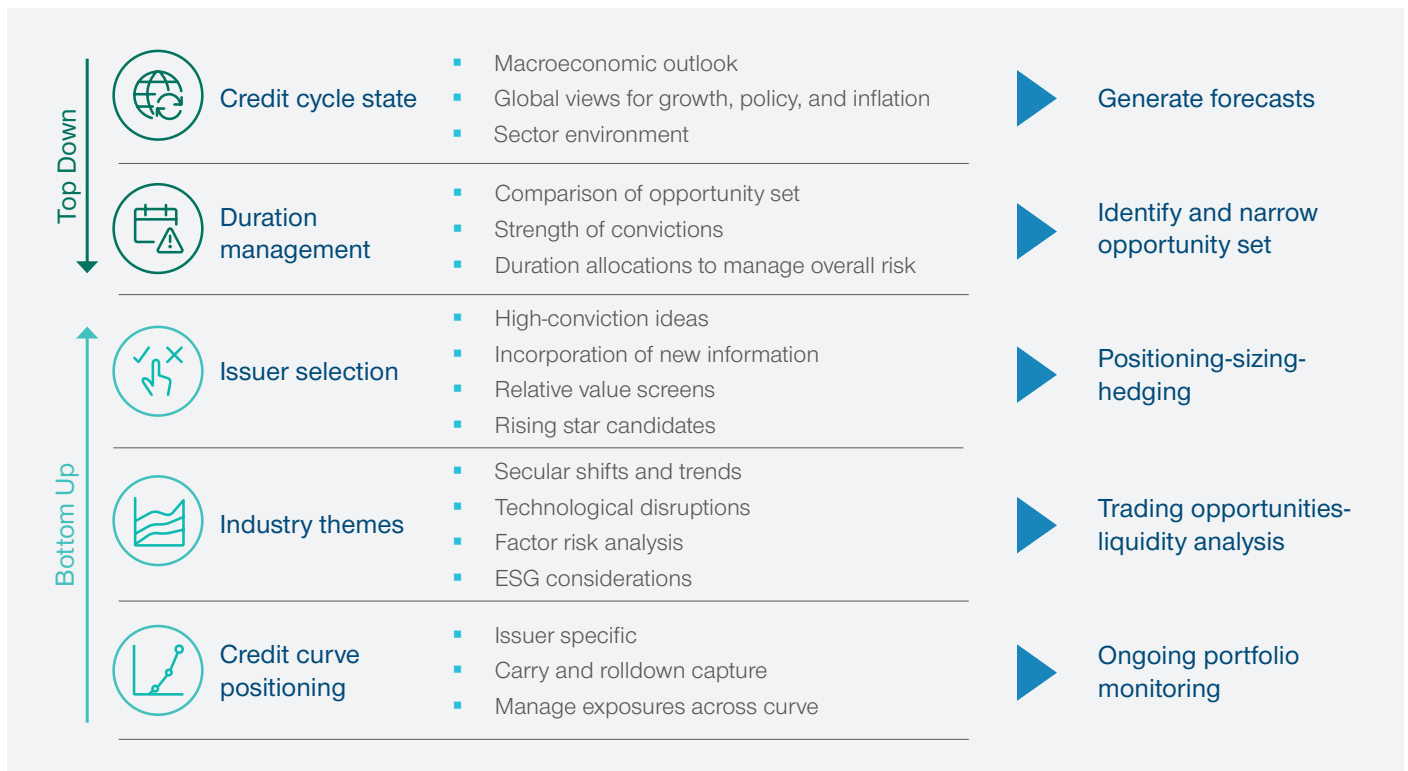 Top Down
Credit cycle state
Macroeconomic outlook
Global views for growth, policy, and inflation
Sector environment
Generate forecasts
Duration
management
Comparison of opportunity set
Strength of convictions
Duration allocations to manage overall risk
Identify and narrow
opportunity set
Bottom Up
Issuer selection
High-conviction ideas
Incorporation of new information
Relative value screens
Rising star candidates
Positioning-sizing-
hedging
Industry themes
Secular shifts and trends
Technological disruptions
Factor risk analysis
ESG considerations
Trading opportunities-
liquidity analysis
Credit curve
positioning
Issuer specific
Carry and rolldown capture
Manage exposures across curve
Ongoing portfolio
monitoring